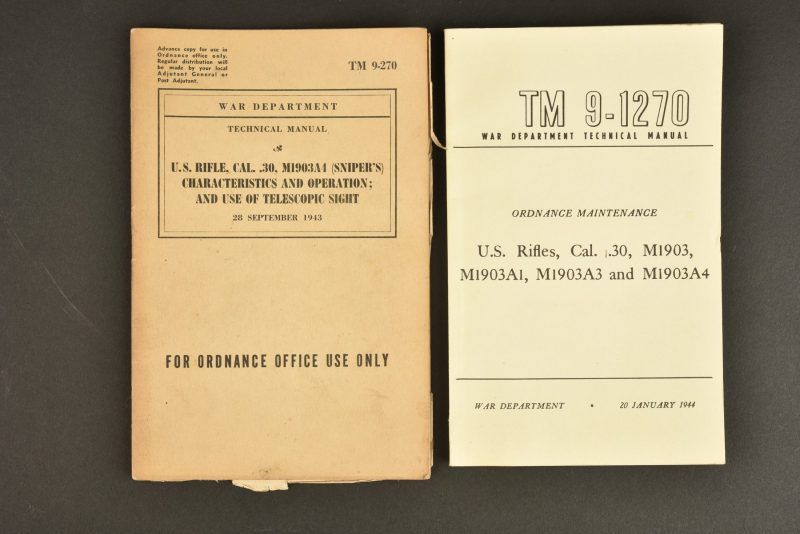 Advance copy for use in
Ordnance office only.
Regular distribution will
be made by your local
Adjutant General or
Post Adjutant.
TM 9-270
WAR DEPARTMENT
TECHNICAL MANUAL
U.S. RIFLE, CAL. .30, M1903A4 (SNIPER'S)
CHARACTERISTICS AND OPERATION;
AND USE OF TELESCOPIC SIGHT
28 SEPTEMBER 1943
FOR ORDNANCE OFFICE USE ONLY
TM 9-1270
WAR DEPARTMENT TECHNICAL MANUAL
ORDNANCE MAINTENANCE
U.S. Rifles, Cal. .30, M1903,
M1903A1, M1903A3 and M1903A4
WAR DEPARTMENT • 20 JANUARY 1944